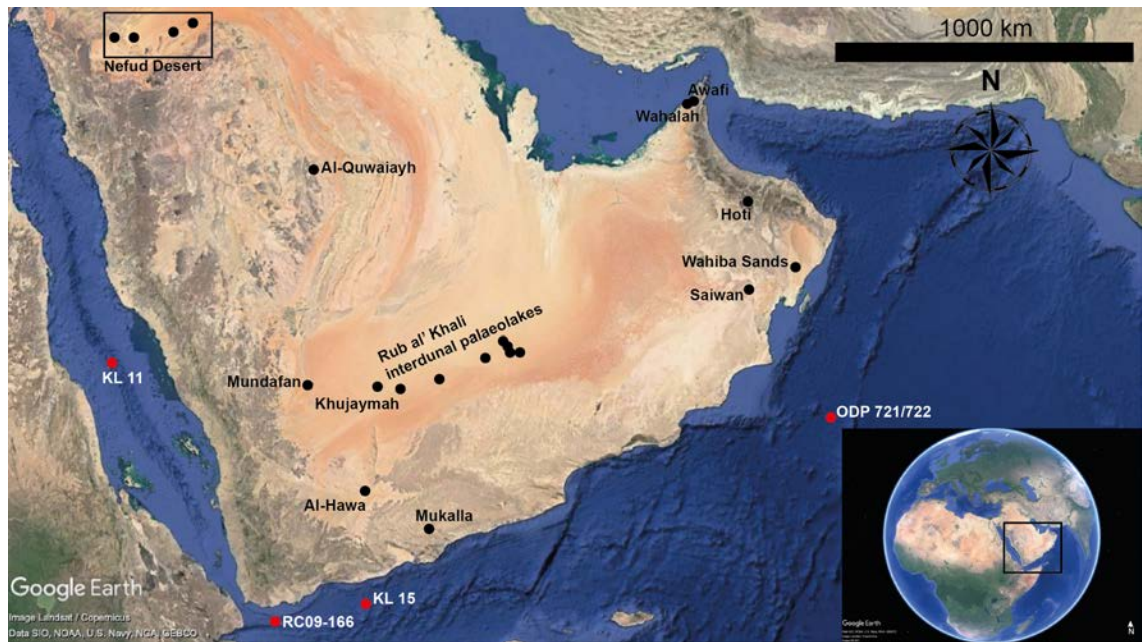 1000 km
Nefud Desert
N
Awafi
Wahalah
Al-Quwaiayh
Hoti
Wahiba Sands
Saiwan
Rub al' Khali
interdunal palaeolakes
KL 11
Mundafan
Khujaymah
ODP 721/722
Al-Hawa
Mukalla
KL 15
RC09-166
Google Earth
Image Landsat / Copernicus
Data SIO, NOAA, U.S. Navy, NGA, GEBCO
Google Earth
N